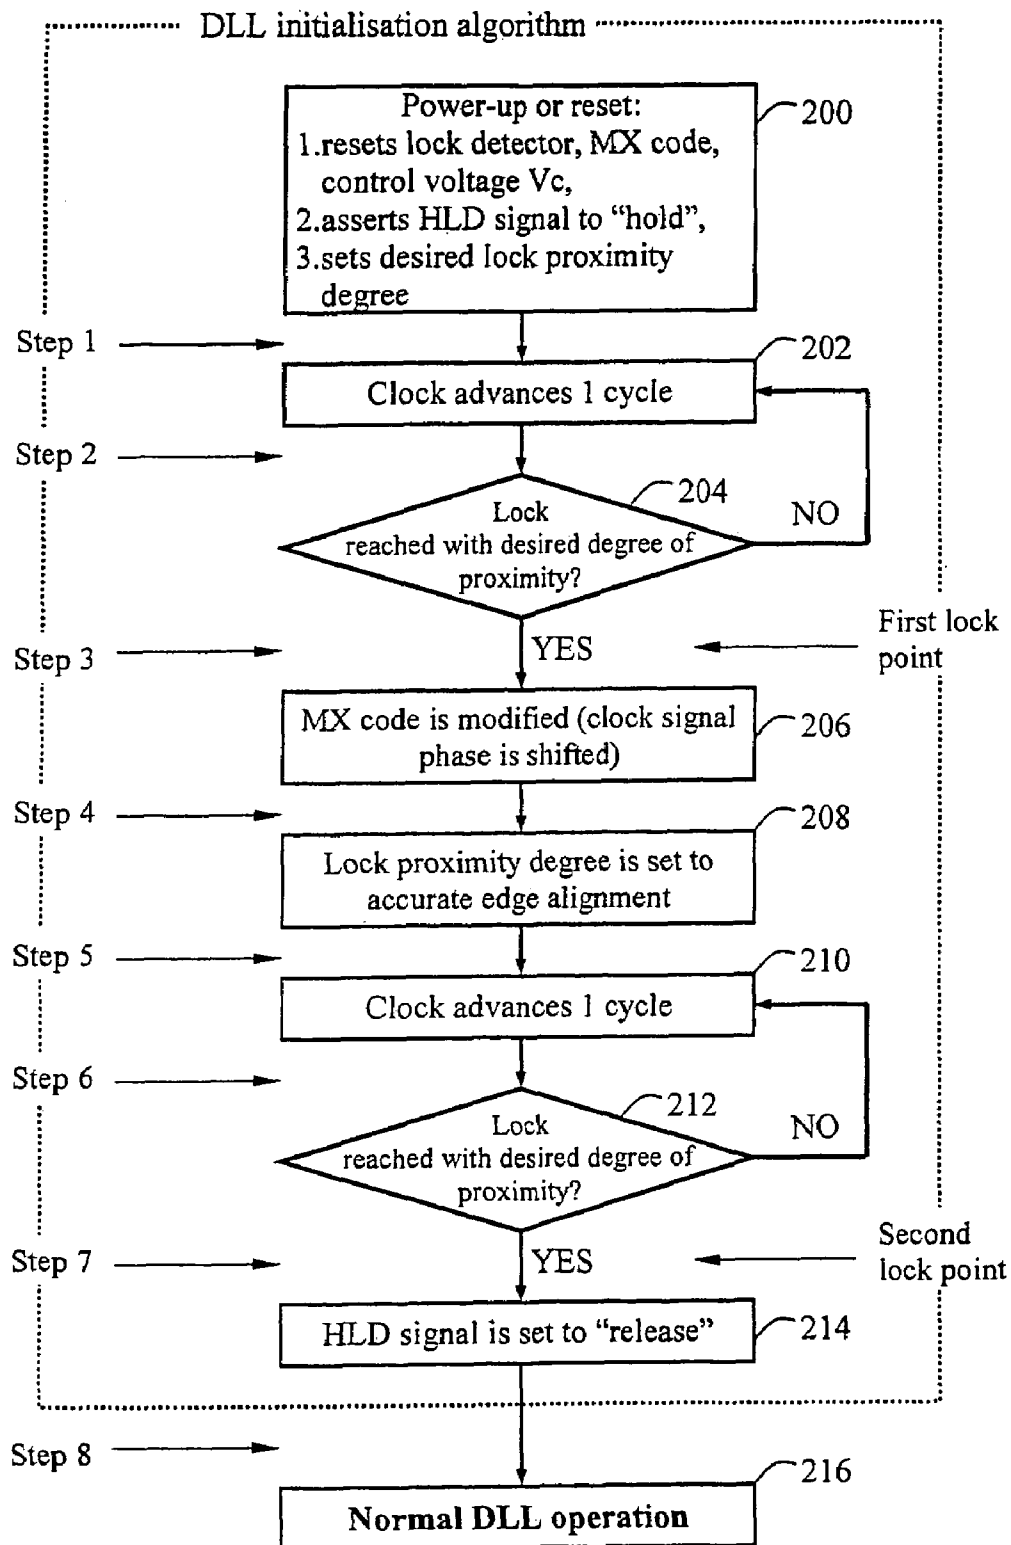 DLL initialisation algorithm
Power-up or reset:
1.resets lock detector, MX code,
control voltage Vc,
2.asserts HLD signal to “hold”,
3.sets desired lock proximity
degree
200
Step 1
202
Clock advances 1 cycle
Step 2
204
Lock
reached with desired degree of
proximity?
NO
First lock
point
Step 3
YES
MX code is modified (clock signal
phase is shifted)
206
Step 4
208
Lock proximity degree is set to
accurate edge alignment
Step 5
210
Clock advances 1 cycle
Step 6
212
Lock
reached with desired degree of
proximity?
NO
Second
lock point
Step 7
YES
HLD signal is set to “release”
214
Step 8
216
Normal DLL operation